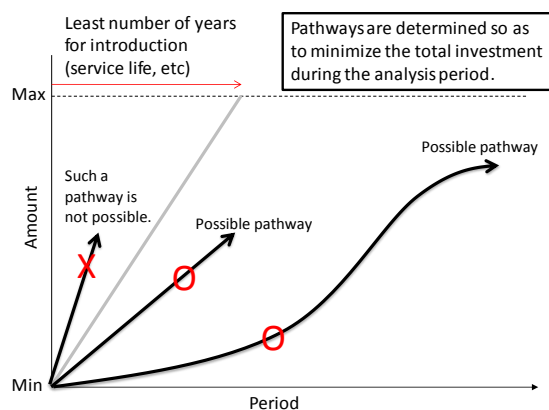 Least number of years
for introduction
(service life, etc)
Pathways are determined so as
to minimize the total investment
during the analysis period.
Max
Possible pathway
Such a
pathway is
not possible.
Possible pathway
X
O
O
Amount
Min
Period